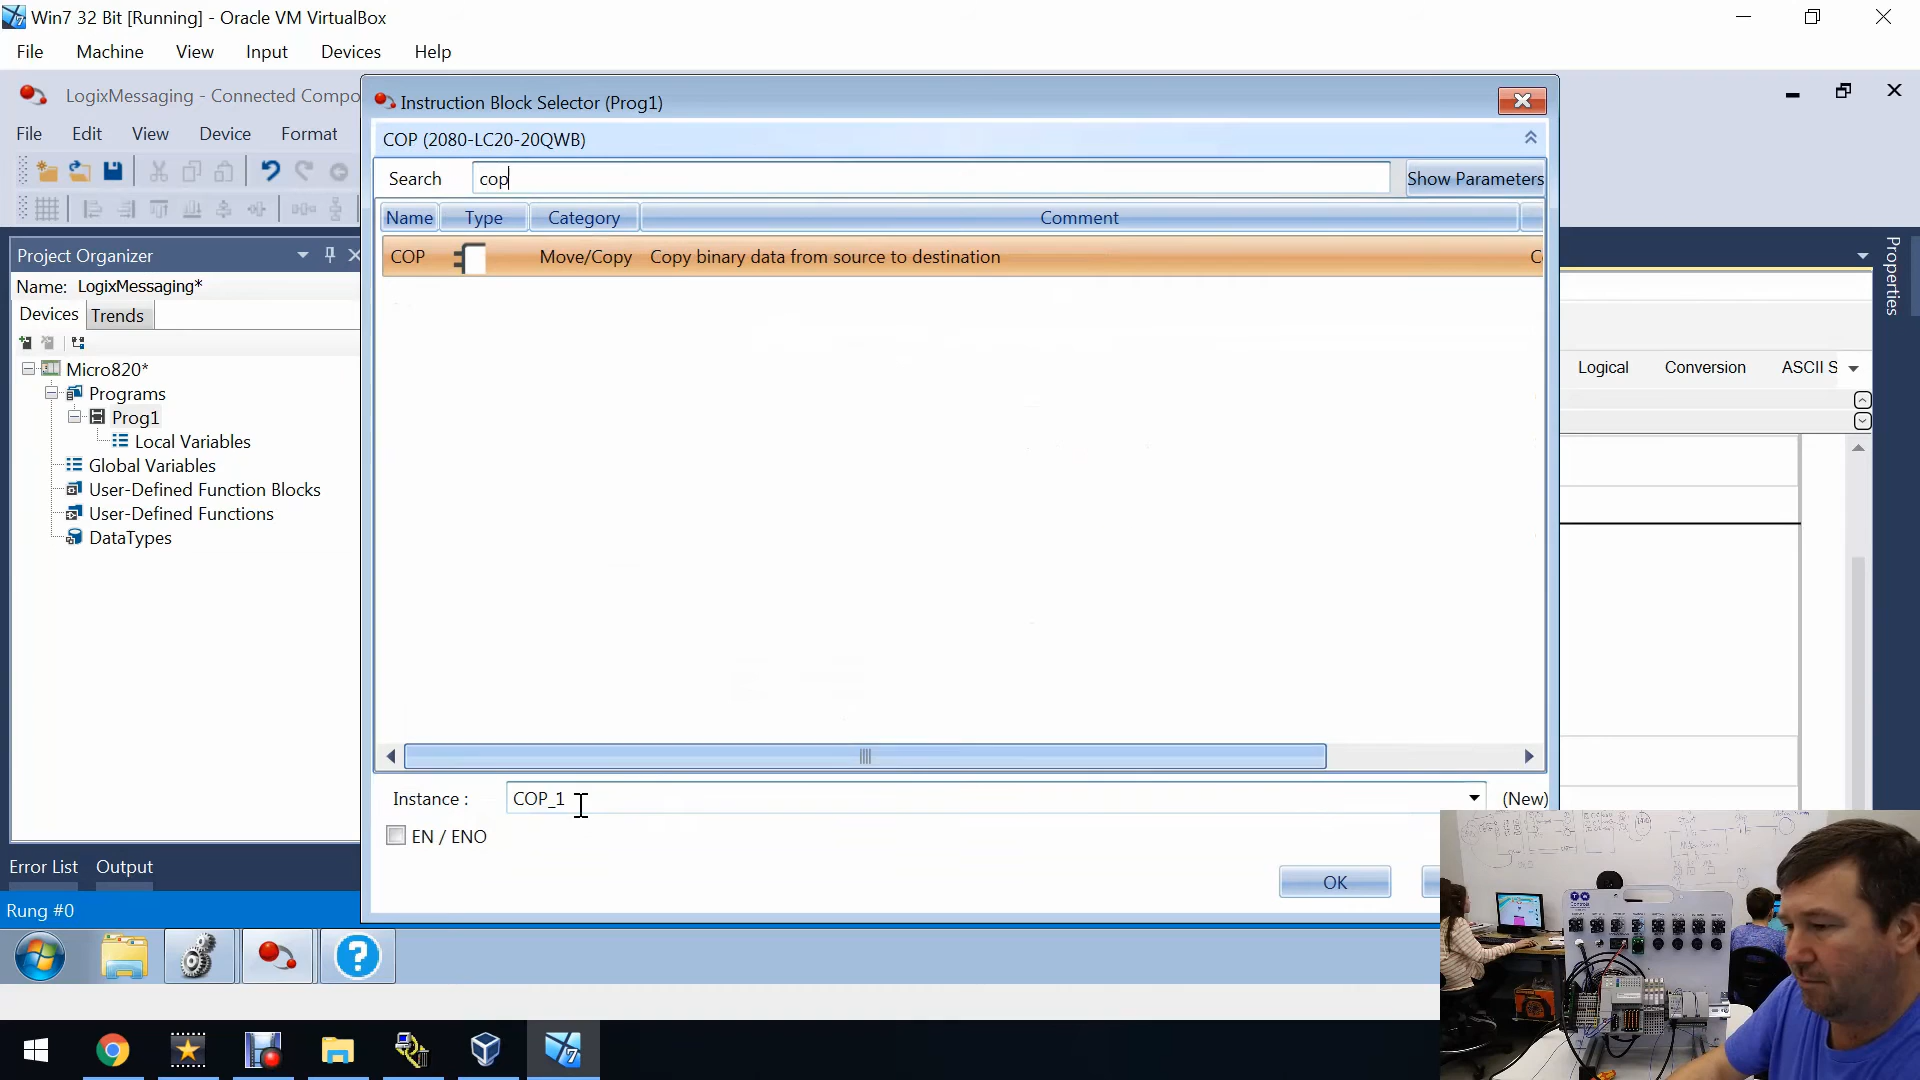 Win7 32 Bit [Running] - Oracle VM VirtualBox
File Machine View Input Devices Help
LogixMessaging - Connected Compo
File Edit View Device Format
Instruction Block Selector (Prog1)
COP (2080-LC20-20QWB)
Search cop Show Parameters
Name Type Category Comment
COP Move/Copy Copy binary data from source to destination C
Project Organizer
Name: LogixMessaging*
Devices Trends
Micro820*
Programs
Prog1
Local Variables
Global Variables
User-Defined Function Blocks
User-Defined Functions
DataTypes
Properties
Logical Conversion ASCII S
Instance : COP_1 (New)
EN / ENO
OK
Error List Output
Rung #0